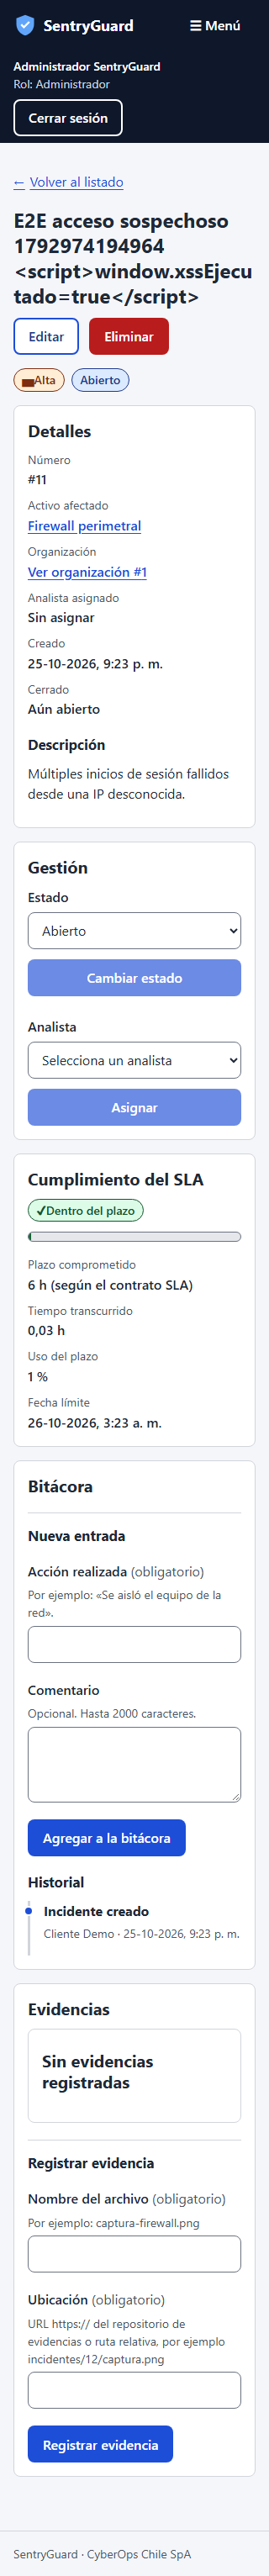 SentryGuard
☰ Menú
Administrador SentryGuard
Rol: Administrador
Cerrar sesión
← Volver al listado
E2E acceso sospechoso
1792974194964
<script>window.xssEjecu
tado=true</script>
Editar
Eliminar
Alta
Abierto
Detalles
Número
#11
Activo afectado
Firewall perimetral
Organización
Ver organización #1
Analista asignado
Sin asignar
Creado
25-10-2026, 9:23 p. m.
Cerrado
Aún abierto
Descripción
Múltiples inicios de sesión fallidos
desde una IP desconocida.
Gestión
Estado
Abierto
Cambiar estado
Analista
Selecciona un analista
Asignar
Cumplimiento del SLA
✓Dentro del plazo
Plazo comprometido
6 h (según el contrato SLA)
Tiempo transcurrido
0,03 h
Uso del plazo
1 %
Fecha límite
26-10-2026, 3:23 a. m.
Bitácora
Nueva entrada
Acción realizada (obligatorio)
Por ejemplo: «Se aisló el equipo de la
red».
Comentario
Opcional. Hasta 2000 caracteres.
Agregar a la bitácora
Historial
Incidente creado
Cliente Demo · 25-10-2026, 9:23 p. m.
Evidencias
Sin evidencias
registradas
Registrar evidencia
Nombre del archivo (obligatorio)
Por ejemplo: captura-firewall.png
Ubicación (obligatorio)
URL https:// del repositorio de
evidencias o ruta relativa, por ejemplo
incidentes/12/captura.png
Registrar evidencia
SentryGuard · CyberOps Chile SpA